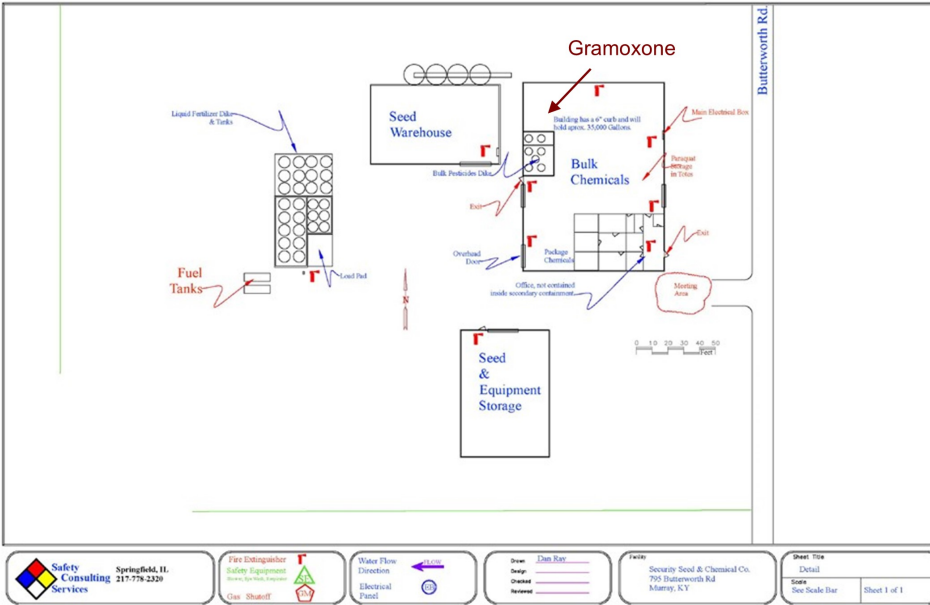 Butterworth Rd.
Gramoxone
Liquid Fertilizer Dike
& Tanks
Seed
Warehouse
Building has a 6" curb and will
hold aprox. 35,000 Gallons.
Main Electrical Box
Bulk
Chemicals
Paraquat
Storage
in Totes
Bulk Pesticides Dike
Exit
Overhead
Door
Package
Chemicals
Exit
Fuel
Tanks
Load Pad
Office, not contained
inside secondary containment
Meeting
Area
N
0 10 20 30 40 50
Feet
Seed
&
Equipment
Storage
Safety
Consulting
Services
Springfield, IL
217-778-2320
Fire Extinguisher
Safety Equipment
Gas Shutoff
GM
Water Flow
Direction
FLOW
Electrical
Panel
EB
Drawn Dan Ray
Design
Checked
Reviewed
Facility
Security Seed & Chemical Co.
795 Butterworth Rd
Murray, KY
Sheet Title
Detail
Scale
See Scale Bar
Sheet 1 of 1